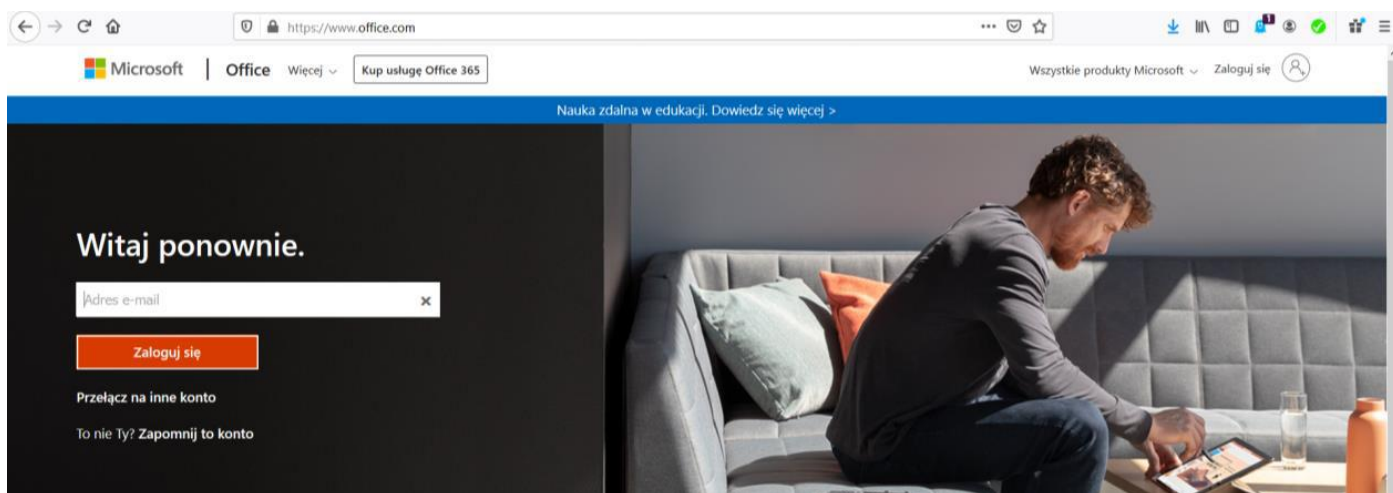 https://www.office.com
1
Microsoft | Office Więcej Kup usługę Office 365 Wszystkie produkty Microsoft Zaloguj się
Nauka zdalna w edukacji. Dowiedz się więcej >
Witaj ponownie.
Adres e-mail
Zaloguj się
Przełącz na inne konto
To nie Ty? Zapomnij to konto